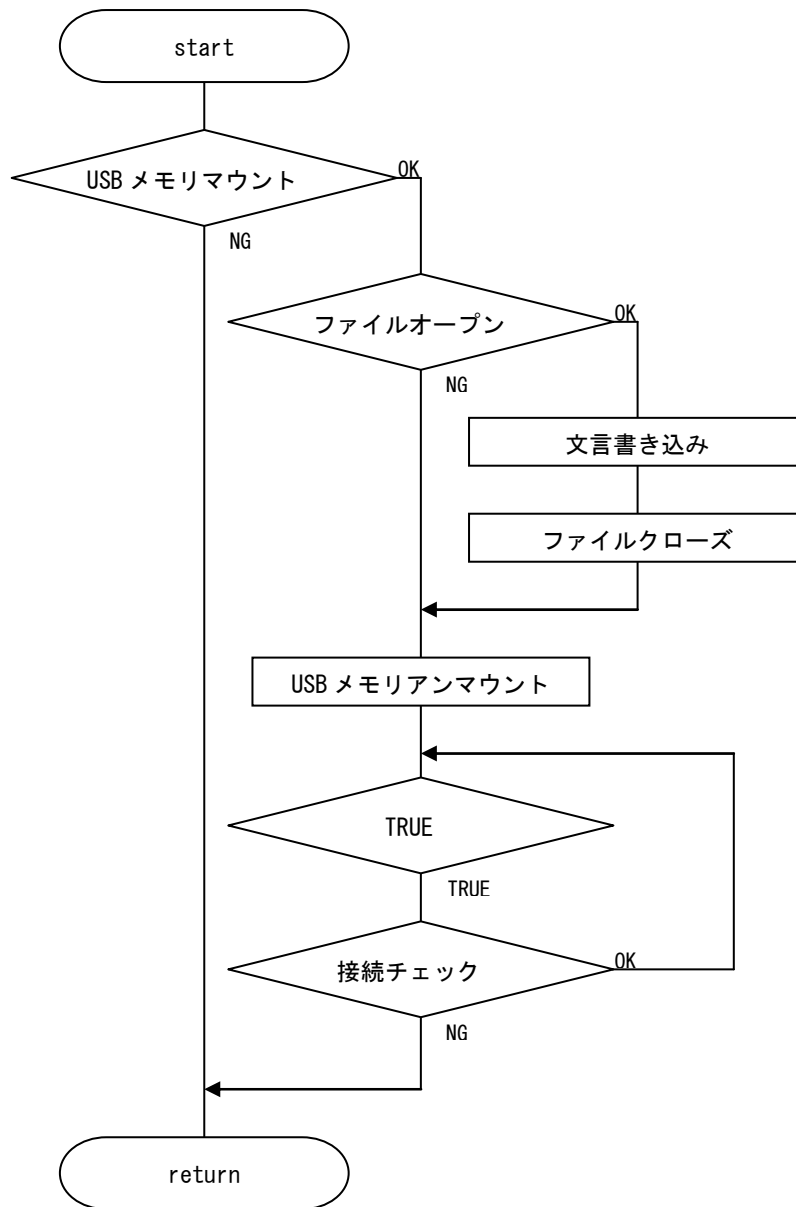 start
USB メモリマウント
OK
NG
ファイルオープン
OK
NG
文言書き込み
ファイルクローズ
USB メモリアンマウント
TRUE
TRUE
接続チェック
OK
NG
return